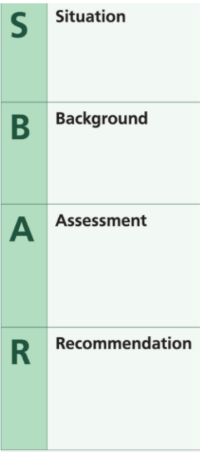 S Situation
B Background
A Assessment
R Recommendation